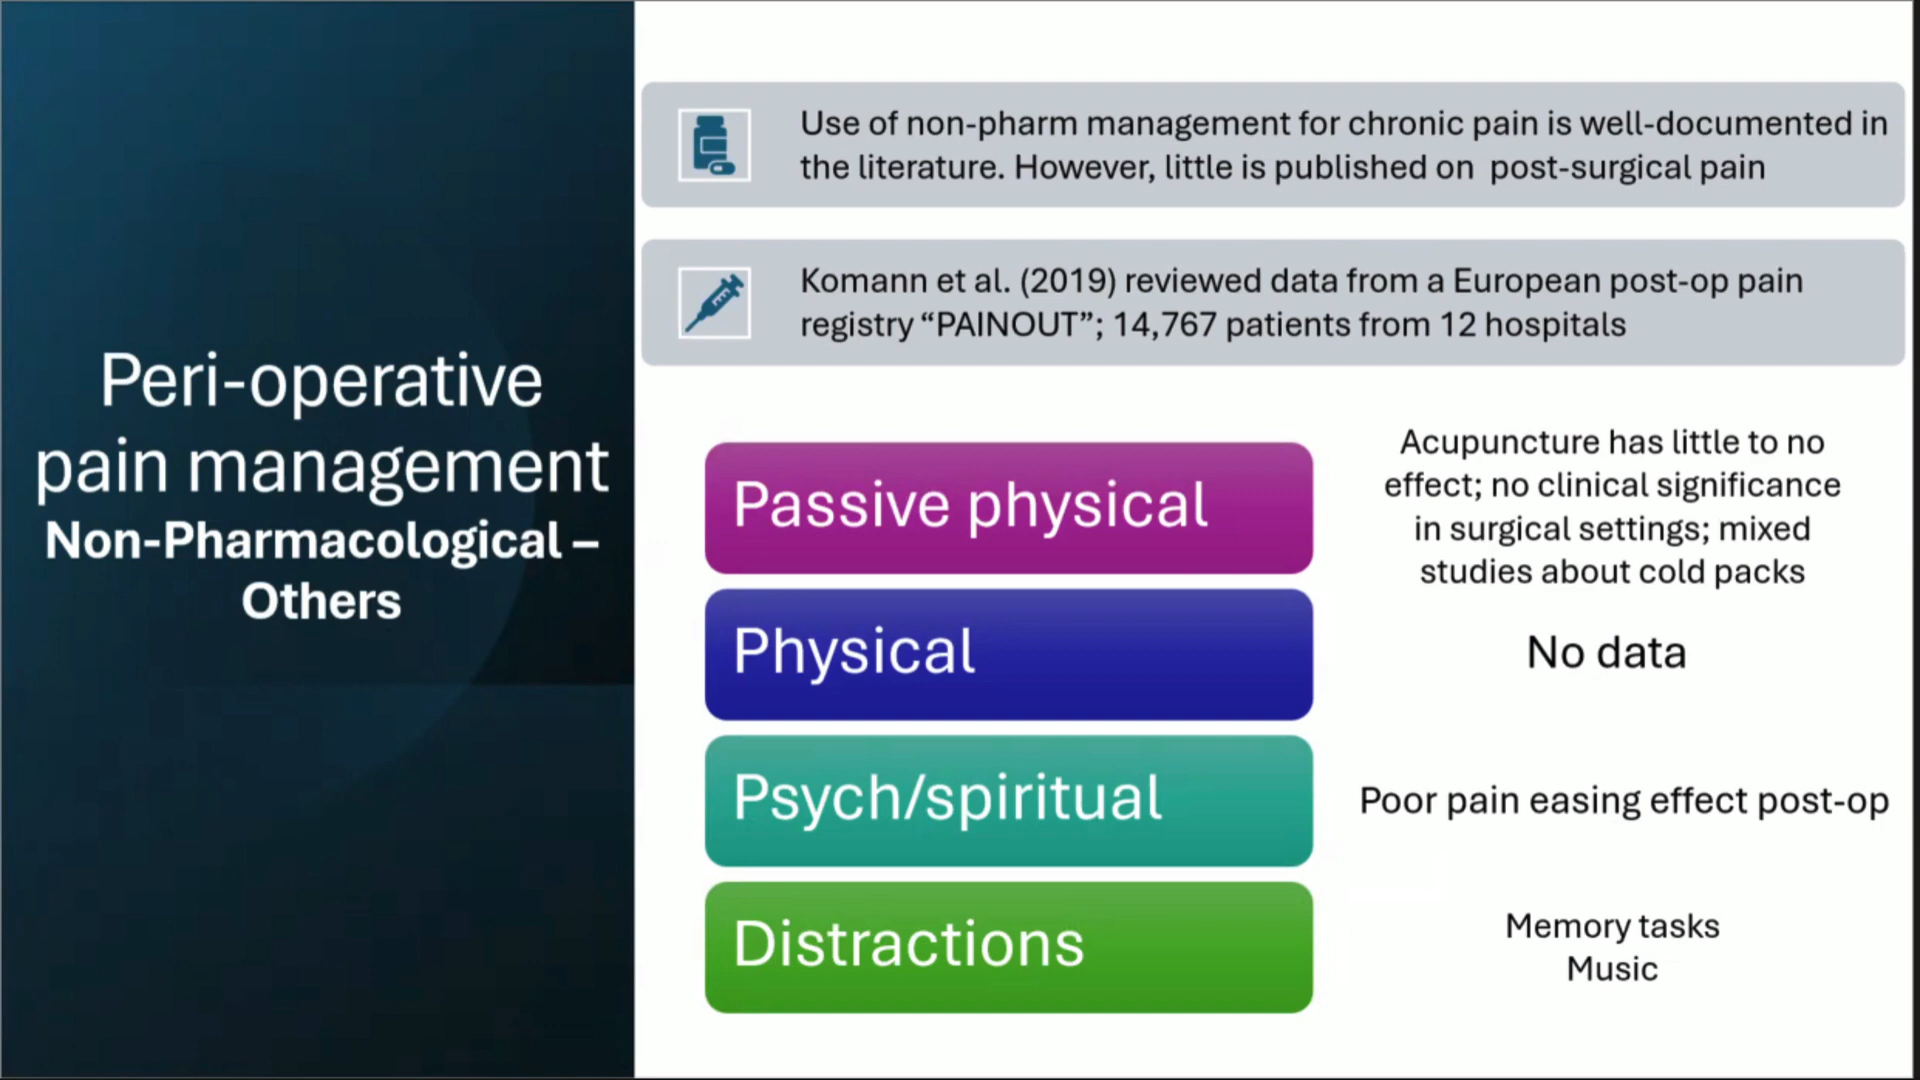 Peri-operative
pain management
Non-Pharmacological –
Others
Use of non-pharm management for chronic pain is well-documented in
the literature. However, little is published on post-surgical pain
Komann et al. (2019) reviewed data from a European post-op pain
registry “PAINOUT”; 14,767 patients from 12 hospitals
Passive physical
Acupuncture has little to no
effect; no clinical significance
in surgical settings; mixed
studies about cold packs
Physical
No data
Psych/spiritual
Poor pain easing effect post-op
Distractions
Memory tasks
Music